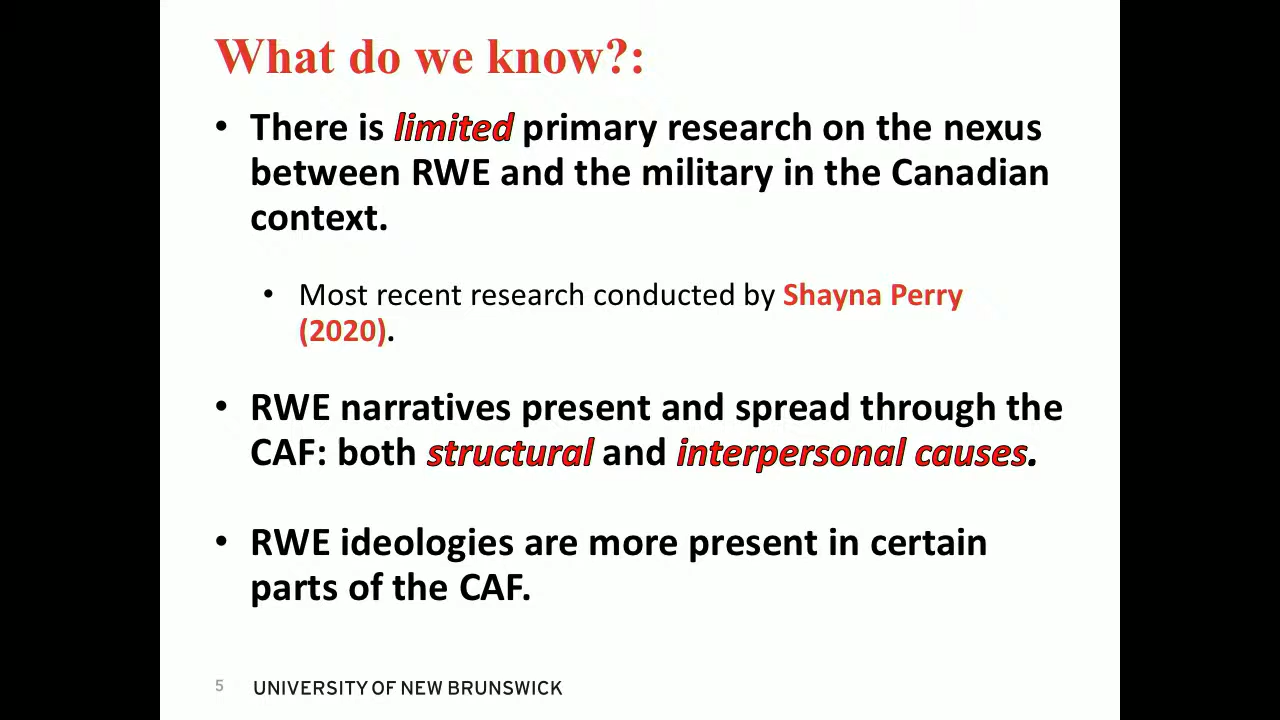 What do we know?:
• There is limited primary research on the nexus
between RWE and the military in the Canadian
context.
• Most recent research conducted by Shayna Perry
(2020).
• RWE narratives present and spread through the
CAF: both structural and interpersonal causes.
• RWE ideologies are more present in certain
parts of the CAF.
5 UNIVERSITY OF NEW BRUNSWICK